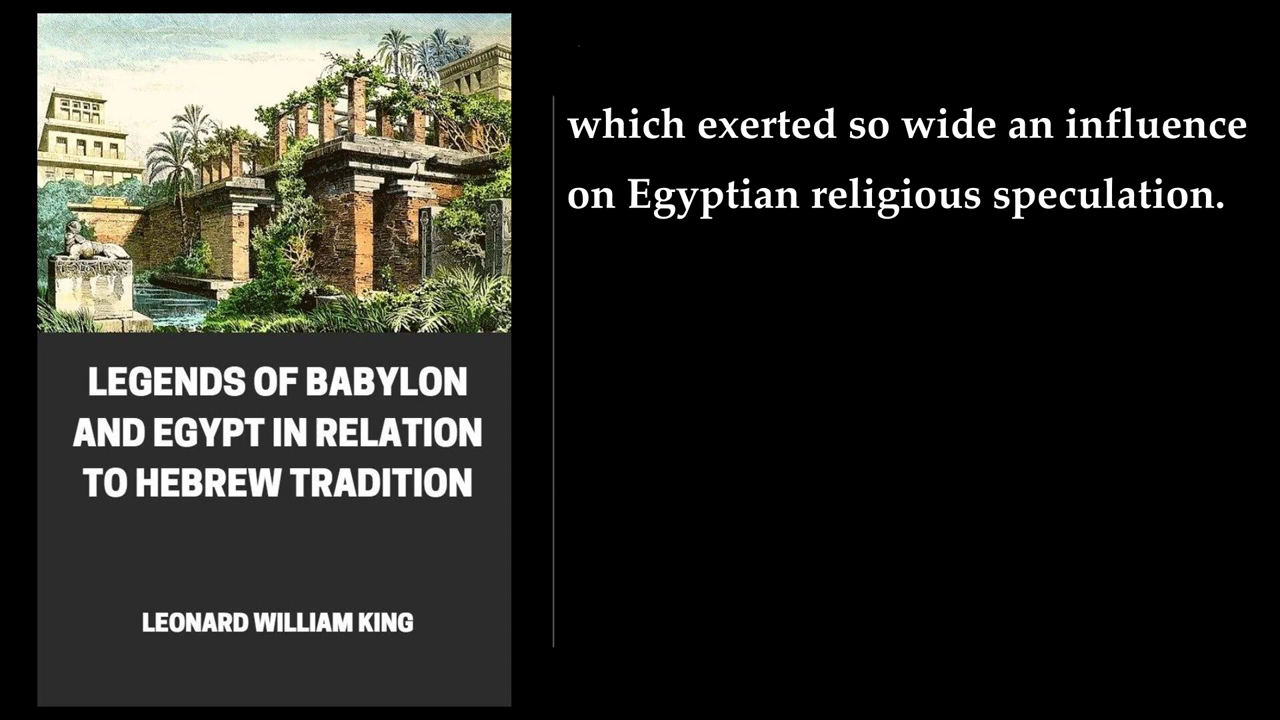 LEGENDS OF BABYLON
AND EGYPT IN RELATION
TO HEBREW TRADITION
LEONARD WILLIAM KING
which exerted so wide an influence
on Egyptian religious speculation.